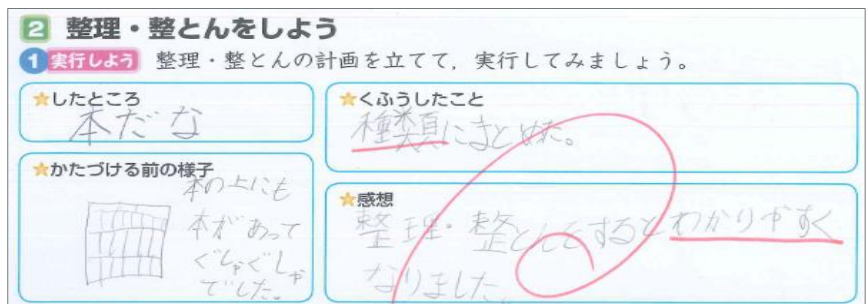 2 整理・整とんをしよう
1 実行しよう 整理・整とんの計画を立てて，実行してみましょう。
★したところ
本だな
★くふうしたこと
種類にまとめた。
★かたづける前の様子
本の上にも
本があって
ぐしゃぐしゃ
でした。
★感想
整理・整とんをするとわかりやすく
なりました。